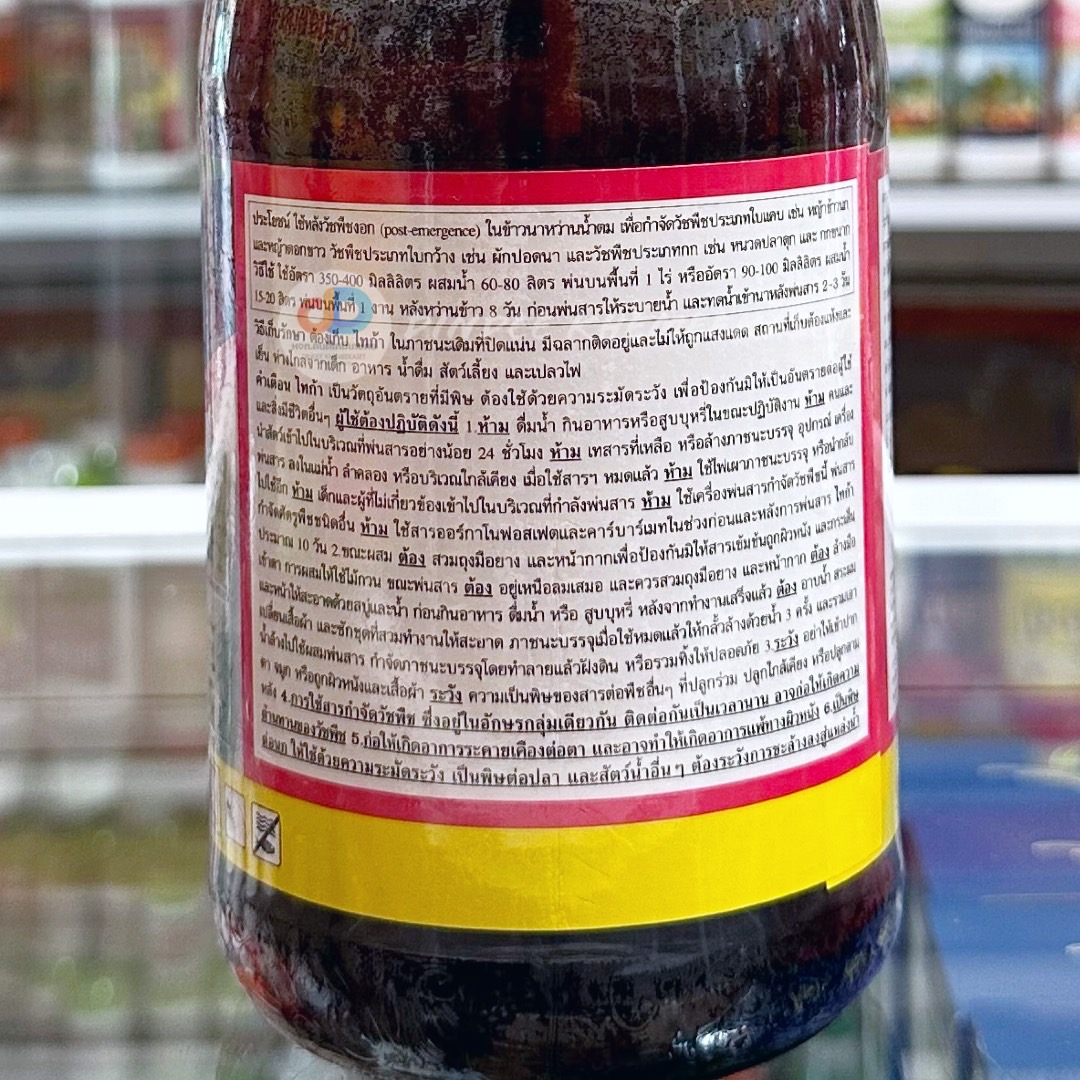 ประโยชน์ ใช้หลังวัชพืชงอก (post-emergence) ในข้าวนาหว่านน้ำตม เพื่อกำจัดวัชพืชประเภทใบแคบ เช่น หญ้าข้าวนก
และหญ้าดอกขาว วัชพืชประเภทใบกว้าง เช่น ผักปอดนา และวัชพืชประเภทกก เช่น หนวดปลาดุก และ กกขนาก
วิธีใช้ ใช้อัตรา 350-400 มิลลิลิตร ผสมน้ำ 60-80 ลิตร พ่นบนพื้นที่ 1 ไร่ หรืออัตรา 90-100 มิลลิลิตร ผสมน้ำ
15-20 ลิตร พ่นบนพื้นที่ 1 งาน หลังหว่านข้าว 8 วัน ก่อนพ่นสารให้ระบายน้ำ และทดน้ำเข้านาหลังพ่นสาร 2-3 วัน
วิธีเก็บรักษา ต้องเก็บ ไทก้า ในภาชนะเดิมที่ปิดแน่น มีฉลากติดอยู่และไม่ให้ถูกแสงแดด สถานที่เก็บต้องแห้งและ
เย็น ห่างไกลจากเด็ก อาหาร น้ำดื่ม สัตว์เลี้ยง และเปลวไฟ
คำเตือน ไทก้า เป็นวัตถุอันตรายที่มีพิษ ต้องใช้ด้วยความระมัดระวัง เพื่อป้องกันมิให้เป็นอันตรายต่อผู้ใช้
และสิ่งมีชีวิตอื่นๆ ผู้ใช้ต้องปฏิบัติดังนี้ 1.ห้าม ดื่มน้ำ กินอาหารหรือสูบบุหรี่ในขณะปฏิบัติงาน ห้าม คนและ
นำสัตว์เข้าไปในบริเวณที่พ่นสารอย่างน้อย 24 ชั่วโมง ห้าม เทสารที่เหลือ หรือล้างภาชนะบรรจุ อุปกรณ์ เครื่อง
พ่นสาร ลงในแม่น้ำ ลำคลอง หรือบริเวณใกล้เคียง เมื่อใช้สารฯ หมดแล้ว ห้าม ใช้ไฟเผาภาชนะบรรจุ หรือนำกลับ
ไปใช้อีก ห้าม เด็กและผู้ที่ไม่เกี่ยวข้องเข้าไปในบริเวณที่กำลังพ่นสาร ห้าม ใช้เครื่องพ่นสารกำจัดวัชพืชนี้ พ่นสาร
กำจัดศัตรูพืชชนิดอื่น ห้าม ใช้สารออร์กาโนฟอสเฟตและคาร์บาร์เมทในช่วงก่อนและหลังการพ่นสาร ไทก้า
ประมาณ 10 วัน 2.ขณะผสม ต้อง สวมถุงมือยาง และหน้ากากเพื่อป้องกันมิให้สารเข้มข้นถูกผิวหนัง และกระเด็น
เข้าตา การผสมให้ใช้ไม้กวน ขณะพ่นสาร ต้อง อยู่เหนือลมเสมอ และควรสวมถุงมือยาง และหน้ากาก ต้อง ล้างมือ
และหน้าให้สะอาดด้วยสบู่และน้ำ ก่อนกินอาหาร ดื่มน้ำ หรือ สูบบุหรี่ หลังจากทำงานเสร็จแล้ว ต้อง อาบน้ำ สระผม
เปลี่ยนเสื้อผ้า และซักชุดที่สวมทำงานให้สะอาด ภาชนะบรรจุเมื่อใช้หมดแล้วให้กลั้วล้างด้วยน้ำ 3 ครั้ง และรวมเอา
น้ำล้างไปใช้ผสมพ่นสาร กำจัดภาชนะบรรจุโดยทำลายแล้วฝังดิน หรือรวมทิ้งให้ปลอดภัย 3.ระวัง อย่าให้เข้าปาก
ตา จมูก หรือถูกผิวหนังและเสื้อผ้า ระวัง ความเป็นพิษของสารต่อพืชอื่นๆ ที่ปลูกร่วม ปลูกใกล้เคียง หรือปลูกตาม
หลัง 4.การใช้สารกำจัดวัชพืช ซึ่งอยู่ในอักษรกลุ่มเดียวกัน ติดต่อกันเป็นเวลานาน อาจก่อให้เกิดความ
ต้านทานของวัชพืช 5.ก่อให้เกิดอาการระคายเคืองต่อตา และอาจทำให้เกิดอาการแพ้ทางผิวหนัง 6.เป็นพิษ
ต่อนก ให้ใช้ด้วยความระมัดระวัง เป็นพิษต่อปลา และสัตว์น้ำอื่นๆ ต้องระวังการชะล้างลงสู่แหล่งน้ำ